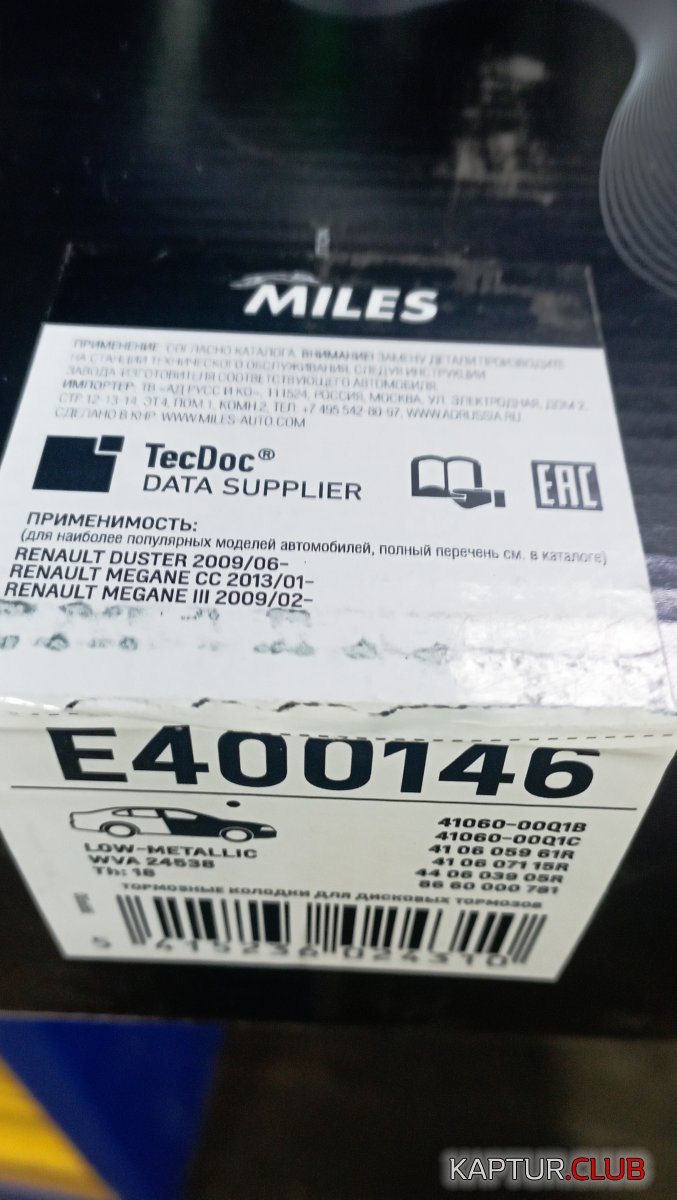 MILES
ПРИМЕНЕНИЕ: СОГЛАСНО КАТАЛОГА. ВНИМАНИЕ! ЗАМЕНУ ДЕТАЛИ ПРОИЗВОДИТЕ
НА СТАНЦИИ ТЕХНИЧЕСКОГО ОБСЛУЖИВАНИЯ, СЛЕДУЯ ИНСТРУКЦИИ
ЗАВОДА ИЗГОТОВИТЕЛЯ СООТВЕТСТВУЮЩЕГО АВТОМОБИЛЯ.
ИМПОРТЕР: ТВ «АД РУСС И КО», 111524, РОССИЯ, МОСКВА, УЛ. ЭЛЕКТРОДНАЯ, ДОМ 2,
СТР 12-13-14, ЭТ 4, ПОМ 1, КОМН 2, ТЕЛ. +7 495 542-80-97, WWW.ADRUSSIA.RU.
СДЕЛАНО В КНР. WWW.MILES-AUTO.COM
TecDoc®
DATA SUPPLIER
EAC
ПРИМЕНИМОСТЬ:
(для наиболее популярных моделей автомобилей, полный перечень см. в каталоге)
RENAULT DUSTER 2009/06-
RENAULT MEGANE CC 2013/01-
RENAULT MEGANE III 2009/02-
E400146
LOW-METALLIC
WVA 24538
Th: 18
41060-00Q1B
41060-00Q1C
41 06 059 61R
41 06 071 15R
44 06 039 05R
86 60 000 781
ТОРМОЗНЫЕ КОЛОДКИ ДЛЯ ДИСКОВЫХ ТОРМОЗОВ
5 415236 024310
KAPTUR.CLUB